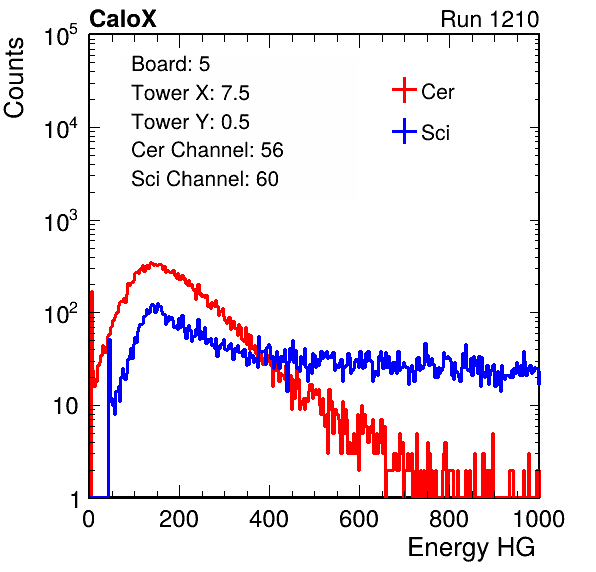 CaloX Run 1210
Counts
Board: 5
Tower X: 7.5
Tower Y: 0.5
Cer Channel: 56
Sci Channel: 60
Cer
Sci
10^5
10^4
10^3
10^2
10
1
0 200 400 600 800 1000
Energy HG